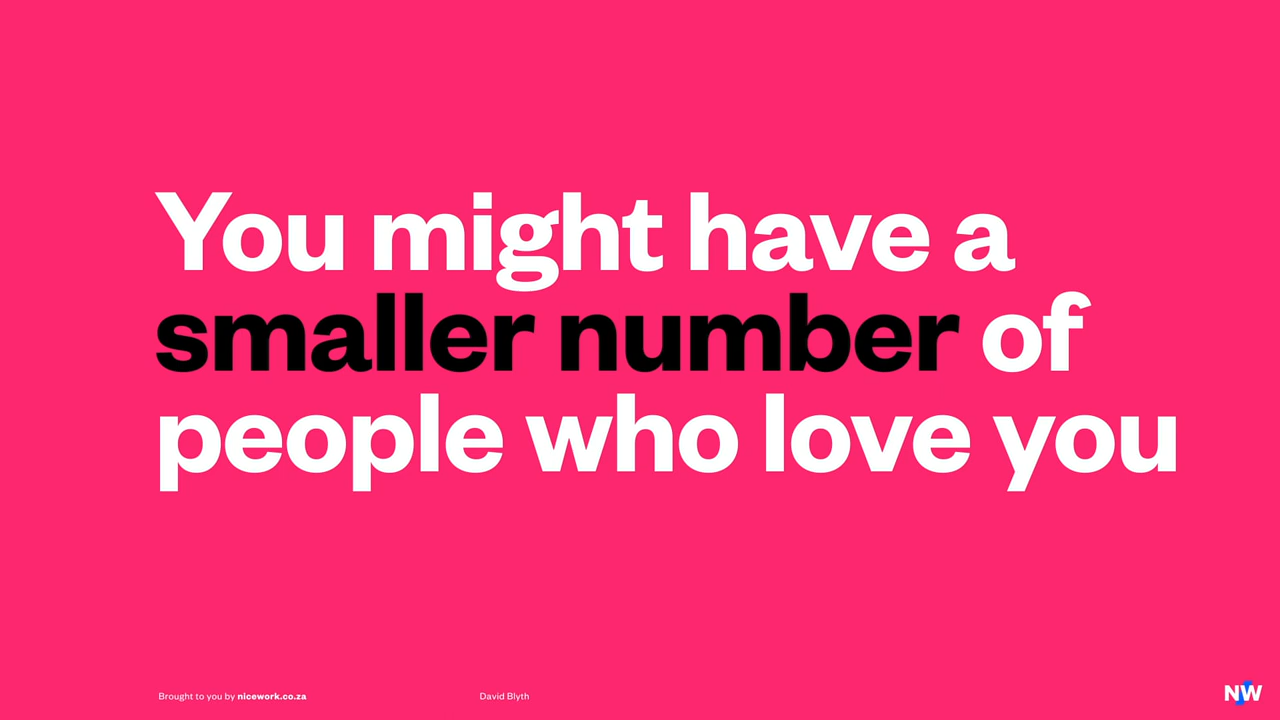 You might have a
smaller number of
people who love you
Brought to you by nicework.co.za
David Blyth
NW